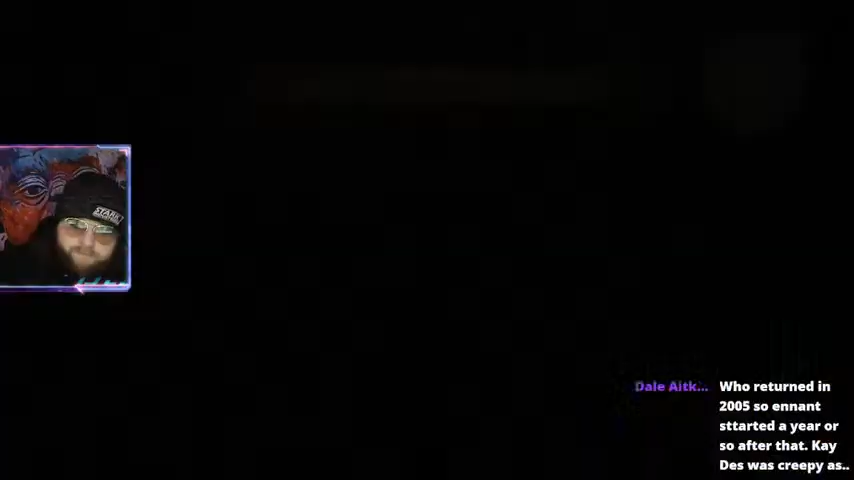 STARK
Dale Aitk... Who returned in
2005 so ennant
sttarted a year or
so after that. Kay
Des was creepy as..